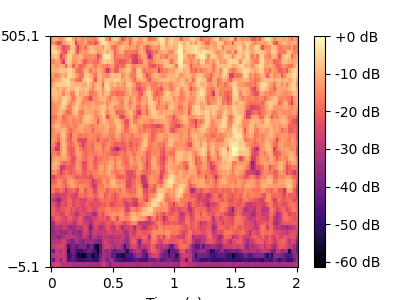 Mel Spectrogram
505.1
−5.1
0
0.5
1
1.5
2
+0 dB
-10 dB
-20 dB
-30 dB
-40 dB
-50 dB
-60 dB